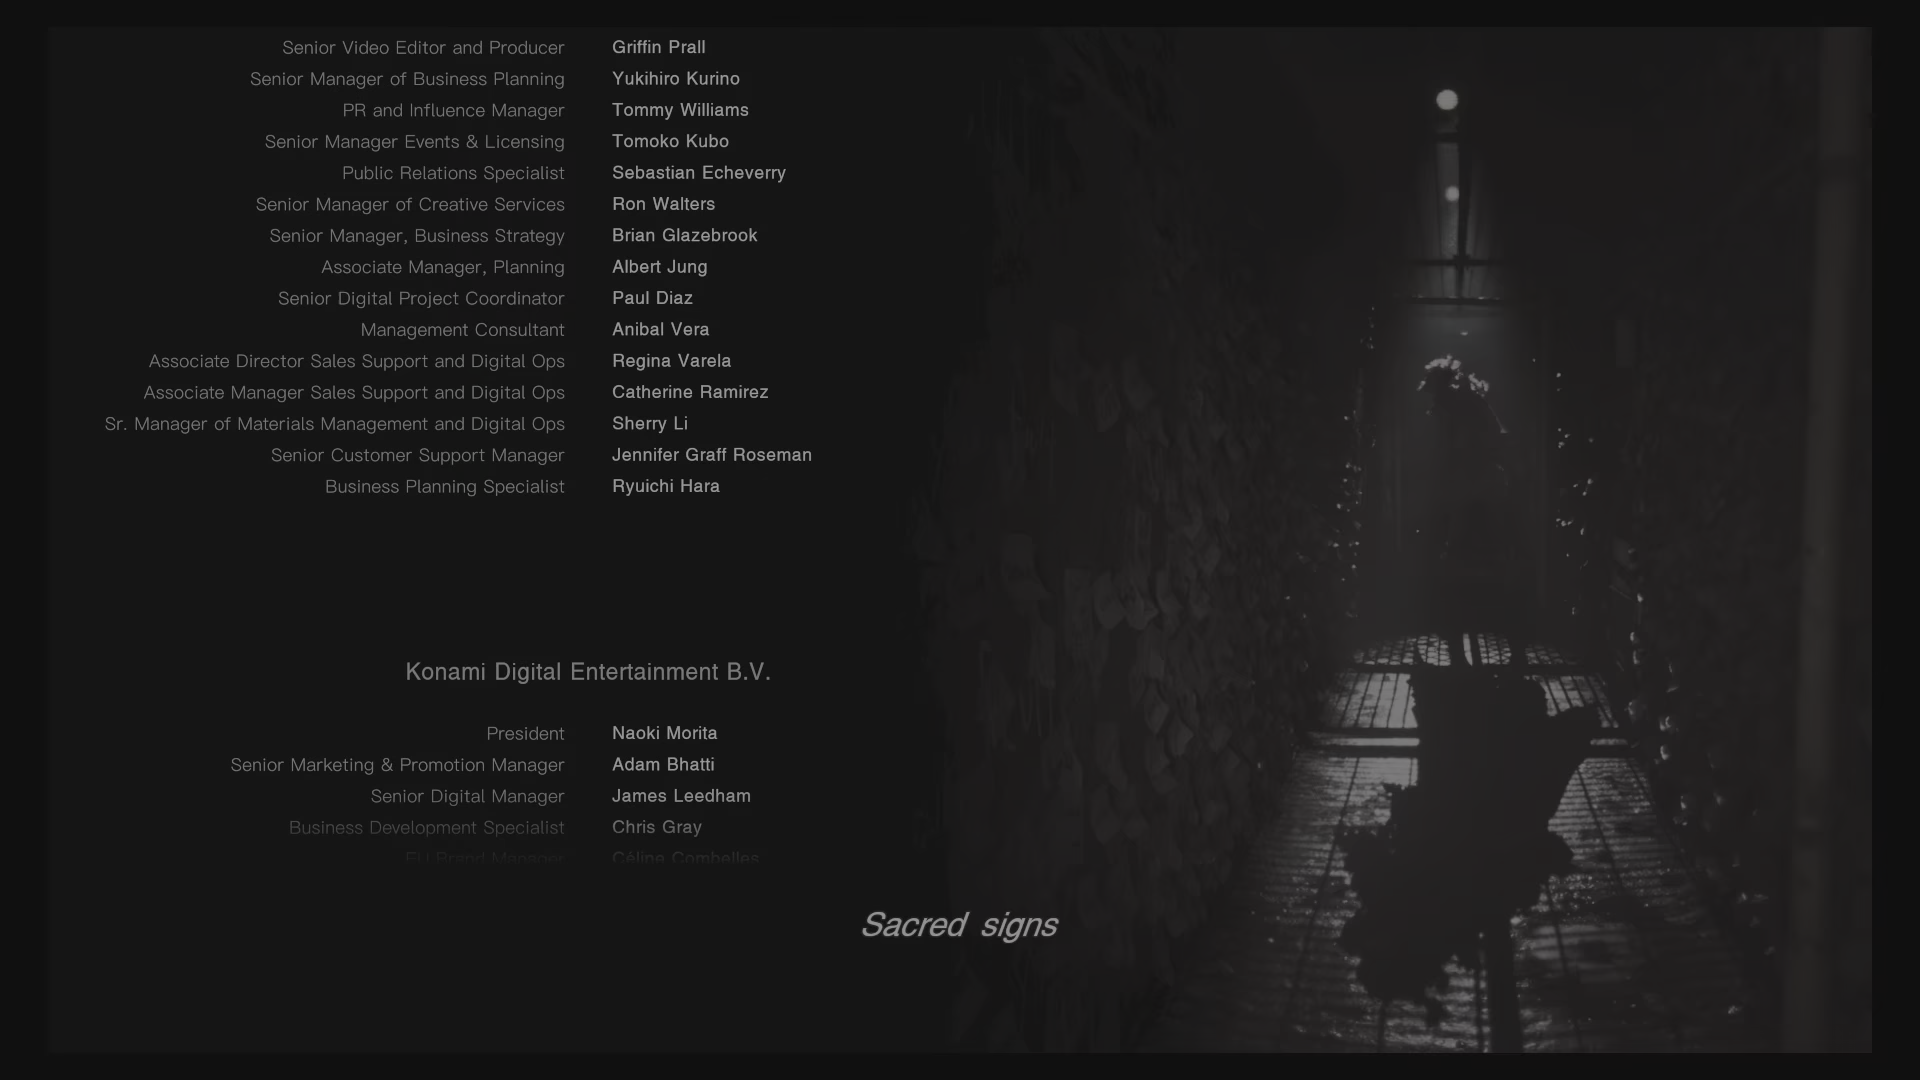 Senior Video Editor and Producer Griffin Prall
Senior Manager of Business Planning Yukihiro Kurino
PR and Influence Manager Tommy Williams
Senior Manager Events & Licensing Tomoko Kubo
Public Relations Specialist Sebastian Echeverry
Senior Manager of Creative Services Ron Walters
Senior Manager, Business Strategy Brian Glazebrook
Associate Manager, Planning Albert Jung
Senior Digital Project Coordinator Paul Diaz
Management Consultant Anibal Vera
Associate Director Sales Support and Digital Ops Regina Varela
Associate Manager Sales Support and Digital Ops Catherine Ramirez
Sr. Manager of Materials Management and Digital Ops Sherry Li
Senior Customer Support Manager Jennifer Graff Roseman
Business Planning Specialist Ryuichi Hara
Konami Digital Entertainment B.V.
President Naoki Morita
Senior Marketing & Promotion Manager Adam Bhatti
Senior Digital Manager James Leedham
Business Development Specialist Chris Gray
EU Brand Manager Céline Combelles
Sacred signs